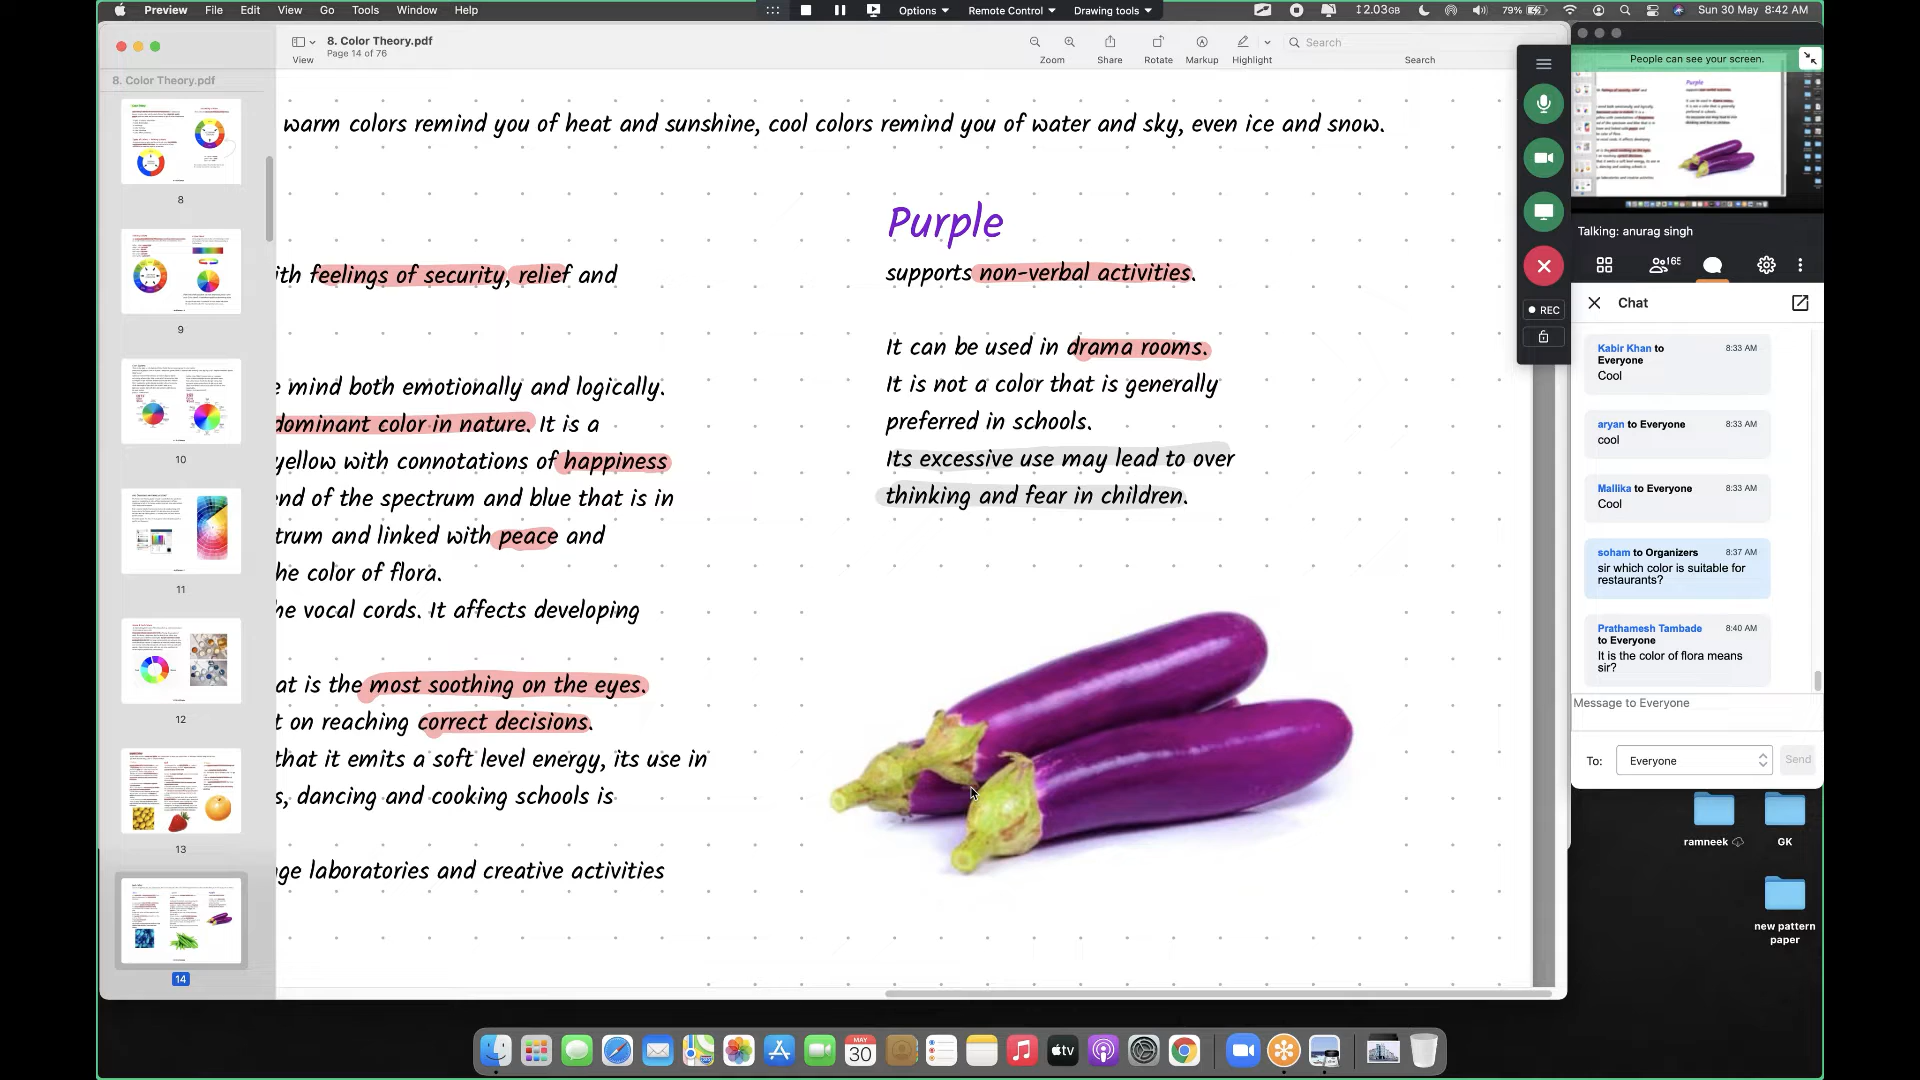 Preview File Edit View Go Tools Window Help
Options Remote Control Drawing tools
2.03GB 79% Sun 30 May 8:42 AM
8. Color Theory.pdf
Page 14 of 76
View Zoom Share Rotate Markup Highlight Search
Search
8. Color Theory.pdf
8
9
10
11
12
13
14
warm colors remind you of heat and sunshine, cool colors remind you of water and sky, even ice and snow.
ith feelings of security, relief and
e mind both emotionally and logically.
dominant color in nature. It is a
yellow with connotations of happiness
end of the spectrum and blue that is in
trum and linked with peace and
he color of flora.
he vocal cords. It affects developing
at is the most soothing on the eyes.
t on reaching correct decisions.
that it emits a soft level energy, its use in
s, dancing and cooking schools is
nge laboratories and creative activities
Purple
supports non-verbal activities.
It can be used in drama rooms.
It is not a color that is generally
preferred in schools.
Its excessive use may lead to over
thinking and fear in children.
REC
People can see your screen.
Purple
Talking: anurag singh
165
Chat
Kabir Khan to Everyone 8:33 AM
Cool
aryan to Everyone 8:33 AM
cool
Mallika to Everyone 8:33 AM
Cool
soham to Organizers 8:37 AM
sir which color is suitable for
restaurants?
Prathamesh Tambade 8:40 AM
to Everyone
It is the color of flora means
sir?
Message to Everyone
To: Everyone Send
ramneek
GK
new pattern
paper
MAY
30
tv